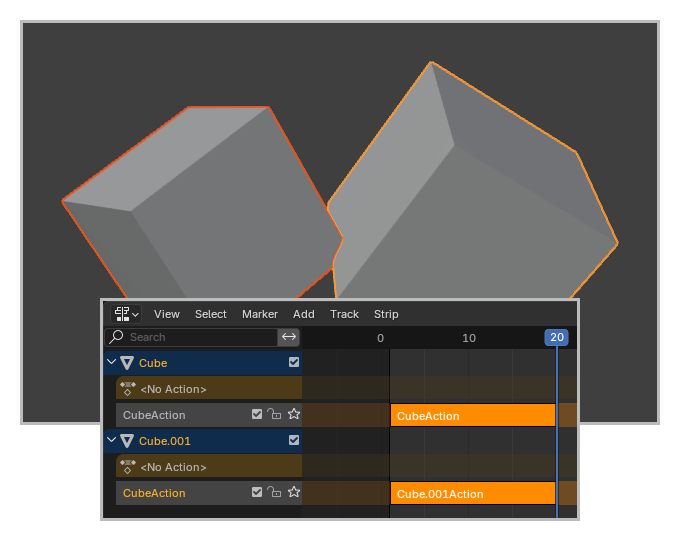 View Select Marker Add Track Strip
Search 0 10 20
Cube
<No Action>
CubeAction CubeAction
Cube.001
<No Action>
CubeAction Cube.001Action